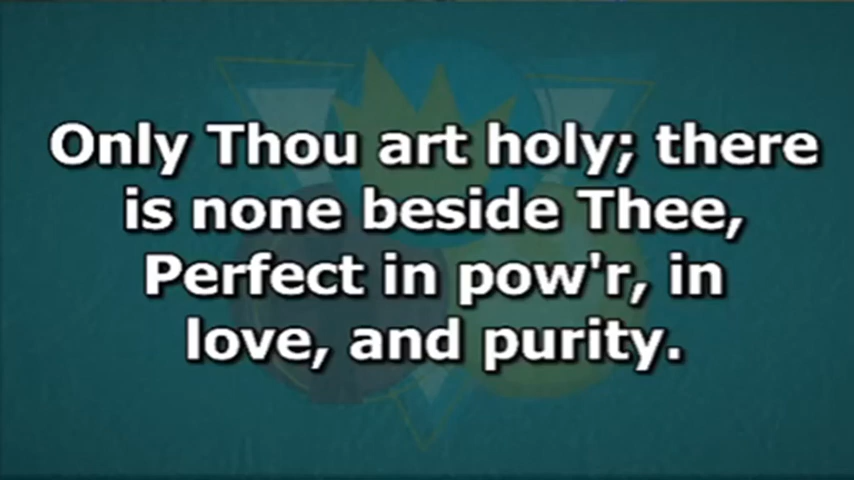 Only Thou art holy; there
is none beside Thee,
Perfect in pow'r, in
love, and purity.